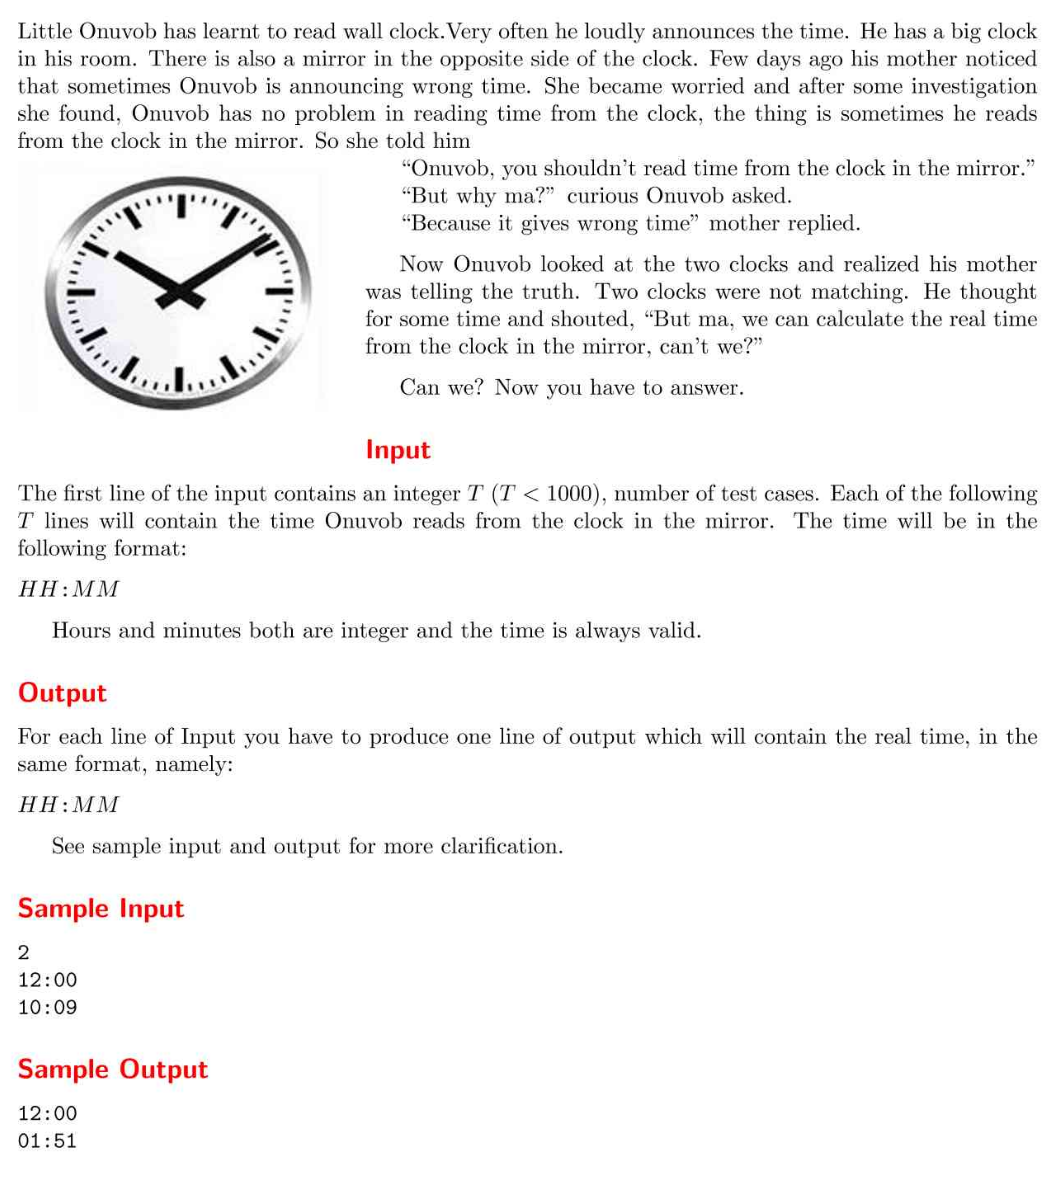 Little Onuvob has learnt to read wall clock.Very often he loudly announces the time. He has a big clock
in his room. There is also a mirror in the opposite side of the clock. Few days ago his mother noticed
that sometimes Onuvob is announcing wrong time. She became worried and after some investigation
she found, Onuvob has no problem in reading time from the clock, the thing is sometimes he reads
from the clock in the mirror. So she told him
“Onuvob, you shouldn’t read time from the clock in the mirror.”
“But why ma?” curious Onuvob asked.
“Because it gives wrong time” mother replied.
Now Onuvob looked at the two clocks and realized his mother
was telling the truth. Two clocks were not matching. He thought
for some time and shouted, “But ma, we can calculate the real time
from the clock in the mirror, can’t we?”
Can we? Now you have to answer.
Input
The first line of the input contains an integer T (T < 1000), number of test cases. Each of the following
T lines will contain the time Onuvob reads from the clock in the mirror. The time will be in the
following format:
HH:MM
Hours and minutes both are integer and the time is always valid.
Output
For each line of Input you have to produce one line of output which will contain the real time, in the
same format, namely:
HH:MM
See sample input and output for more clarification.
Sample Input
2
12:00
10:09
Sample Output
12:00
01:51